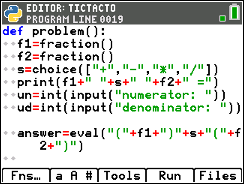 EDITOR: TICTACTO
PROGRAM LINE 0019
def problem():
f1=fraction()
f2=fraction()
s=choice(["+","-","*","/"])
print(f1+" "+s+" "+f2+" =")
un=int(input("numerator: "))
ud=int(input("denominator: "))
answer=eval("("+f1+")"+s+"("+f
2+")")
Fns… a A # Tools Run Files